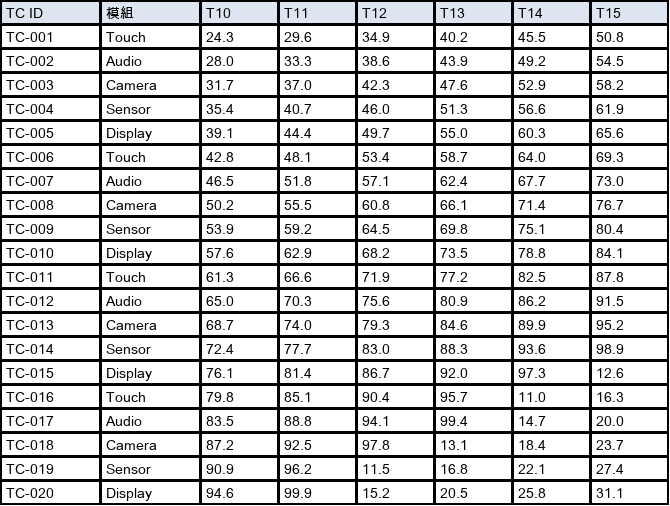 TC ID 模組 T10 T11 T12 T13 T14 T15
TC-001 Touch 24.3 29.6 34.9 40.2 45.5 50.8
TC-002 Audio 28.0 33.3 38.6 43.9 49.2 54.5
TC-003 Camera 31.7 37.0 42.3 47.6 52.9 58.2
TC-004 Sensor 35.4 40.7 46.0 51.3 56.6 61.9
TC-005 Display 39.1 44.4 49.7 55.0 60.3 65.6
TC-006 Touch 42.8 48.1 53.4 58.7 64.0 69.3
TC-007 Audio 46.5 51.8 57.1 62.4 67.7 73.0
TC-008 Camera 50.2 55.5 60.8 66.1 71.4 76.7
TC-009 Sensor 53.9 59.2 64.5 69.8 75.1 80.4
TC-010 Display 57.6 62.9 68.2 73.5 78.8 84.1
TC-011 Touch 61.3 66.6 71.9 77.2 82.5 87.8
TC-012 Audio 65.0 70.3 75.6 80.9 86.2 91.5
TC-013 Camera 68.7 74.0 79.3 84.6 89.9 95.2
TC-014 Sensor 72.4 77.7 83.0 88.3 93.6 98.9
TC-015 Display 76.1 81.4 86.7 92.0 97.3 12.6
TC-016 Touch 79.8 85.1 90.4 95.7 11.0 16.3
TC-017 Audio 83.5 88.8 94.1 99.4 14.7 20.0
TC-018 Camera 87.2 92.5 97.8 13.1 18.4 23.7
TC-019 Sensor 90.9 96.2 11.5 16.8 22.1 27.4
TC-020 Display 94.6 99.9 15.2 20.5 25.8 31.1